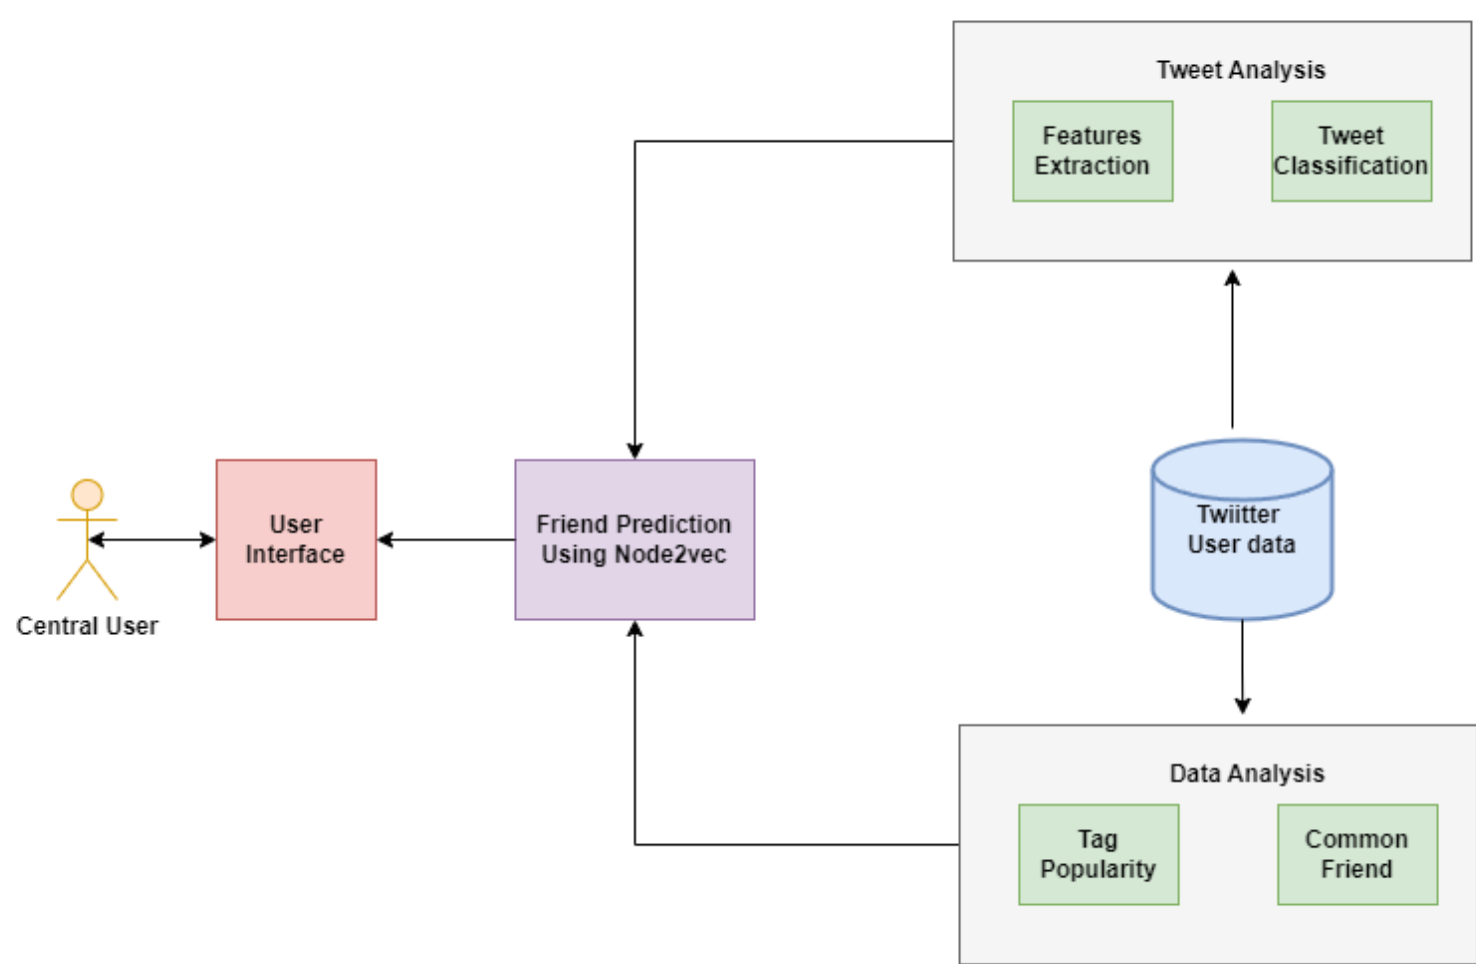 Tweet Analysis
Features
Extraction
Tweet
Classification
Twiitter
User data
User
Interface
Friend Prediction
Using Node2vec
Central User
Data Analysis
Tag
Popularity
Common
Friend